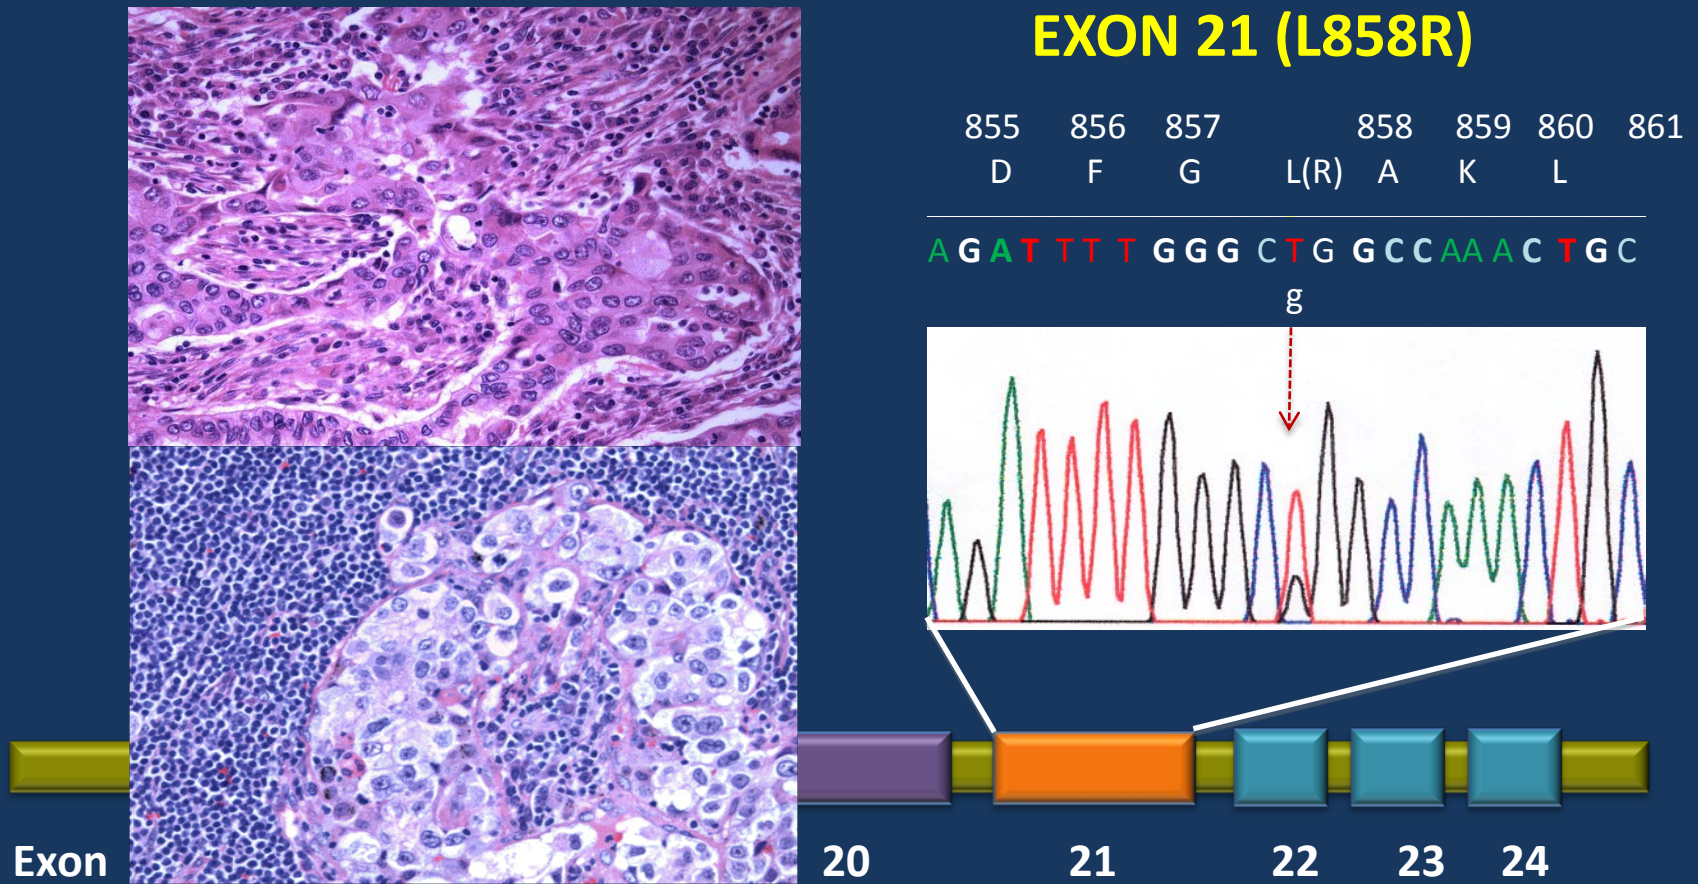 EXON 21 (L858R)
855 856 857 858 859 860 861
D F G L(R) A K L
A G A T T T T G G G C T G G C C A A A C T G C
g
Exon 20 21 22 23 24